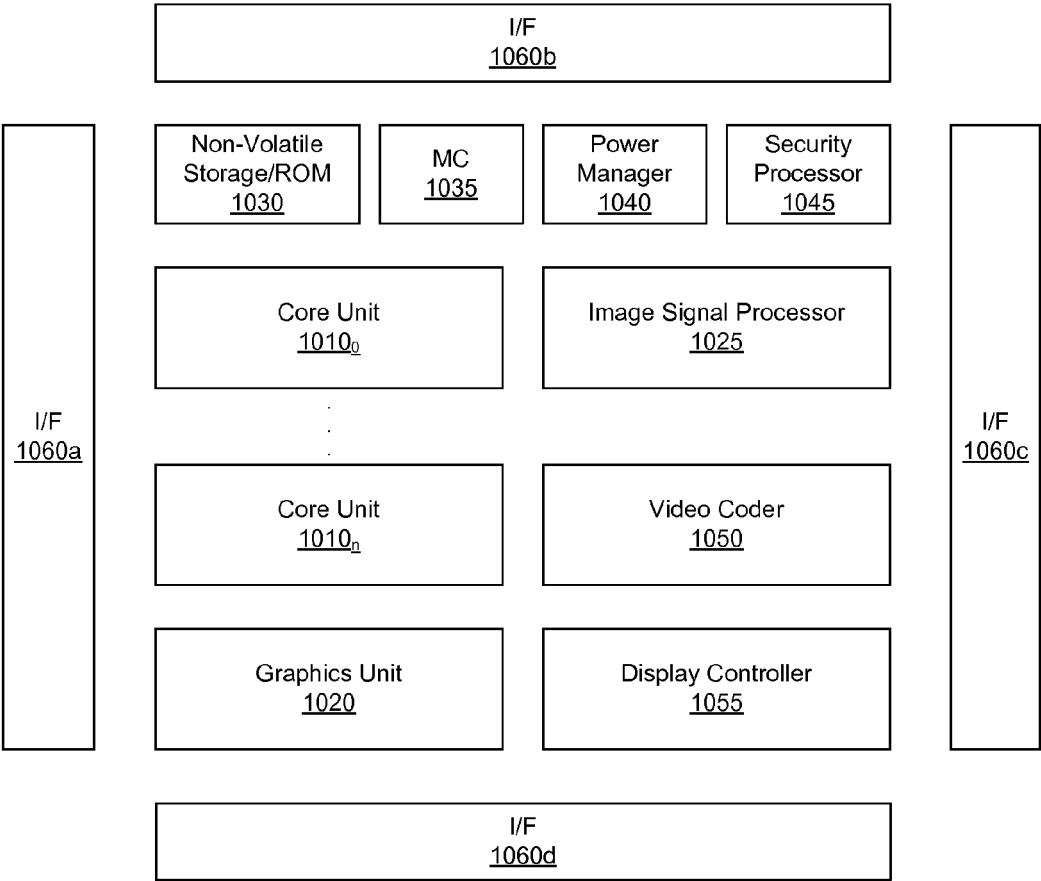 I/F
1060b
Non-Volatile
Storage/ROM
1030
MC
1035
Power
Manager
1040
Security
Processor
1045
Core Unit
1010₀
Image Signal Processor
1025
I/F
1060a
I/F
1060c
Core Unit
1010ₙ
Video Coder
1050
Graphics Unit
1020
Display Controller
1055
I/F
1060d